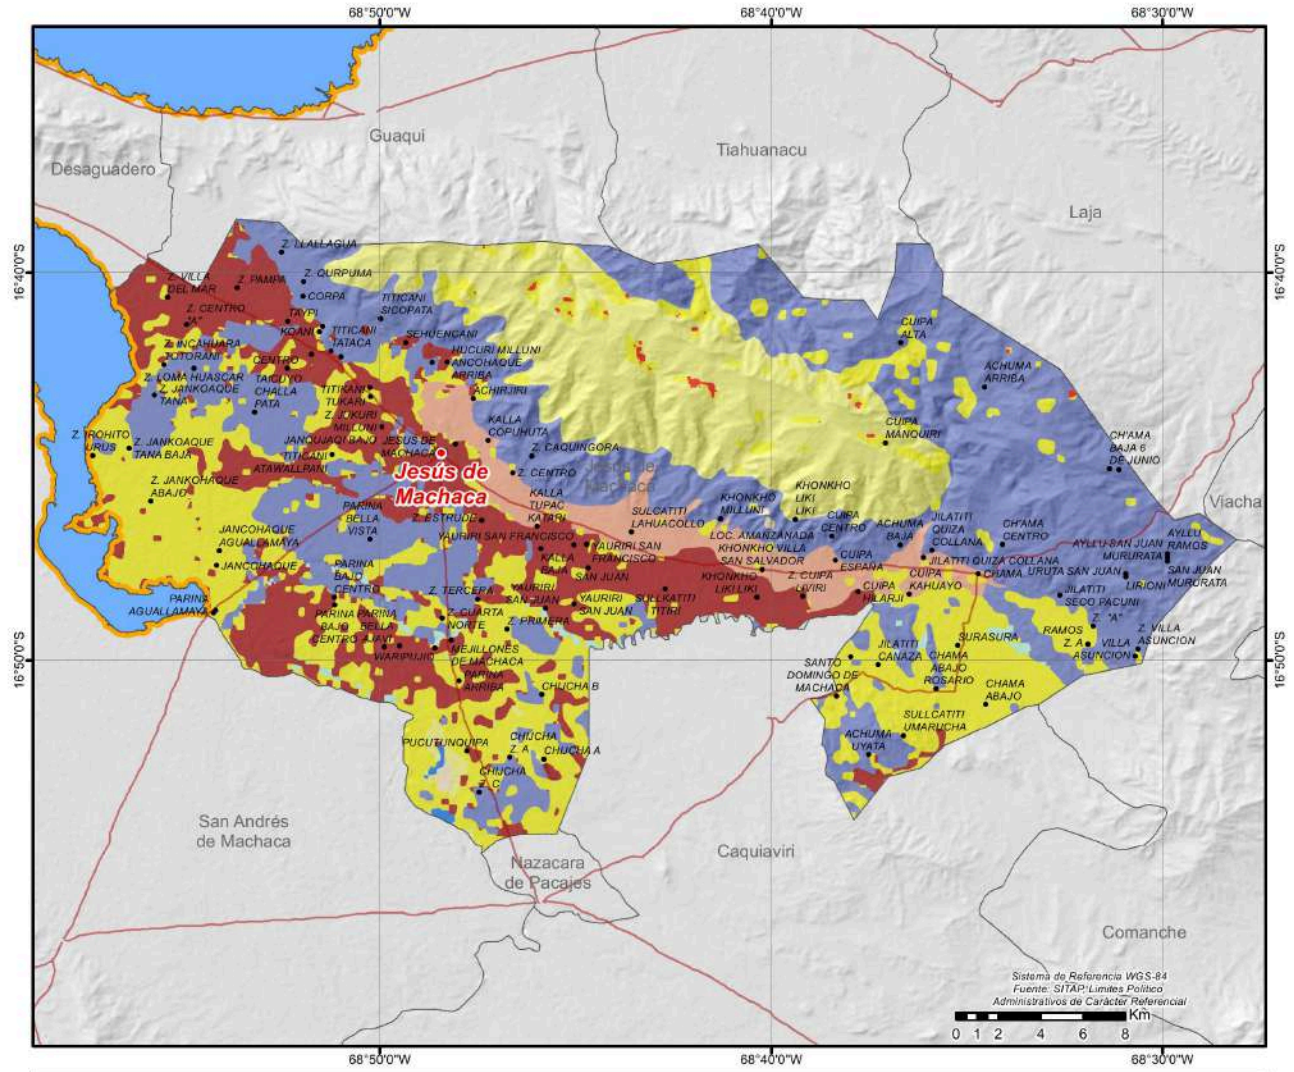 68°50'0"W
68°40'0"W
68°30'0"W
Guaqui
Tiahuanacu
Desaguadero
Laja
16°40'0"S
16°40'0"S
Z. LLALLAGUA
Z. VILLA
DEL MAR
Z. PAMPA
Z. QURPUMA
CORPA
TITICANI
SICOPATA
Z. CENTRO
"A"
TAYPI
KOANI
TITICANI
TATACA
SEHUENCANI
CUIPA
ALTA
Z. INCAHUARA
TOTORANI
CENTRO
HUCURI MILLUNI
ANCOHAQUE
ARRIBA
ACHUMA
ARRIBA
Z. LOMA HUASCAR
Z. JANKOAQUE
TANA
TAICUYO
CHALLA
PATA
TITIKANI
TUKARI
ACHIRJIRI
Z. JUKURI
MILLUNI
KALLA
COPUHUTA
CUIPA
MANQUIRI
Z. IROHITO
URUS
Z. JANKOAQUE
TANA BAJA
JANQUJAQI BAJO
JESUS DE
MACHACA
Z. CAQUINGORA
CH'AMA
BAJA 6
DE JUNIO
TITICANI
ATAWALLPANI
Jesús de
Machaca
Z. CENTRO
Jesús de
Machaca
Z. JANKOHAQUE
ABAJO
KALLA
TUPAC
KATARI
KHONKHO
LIKI
Viacha
PARINA
BELLA
VISTA
Z. ESTRUDE
SULCATITI
LAHUACOLLO
KHONKHO
MILLUNI
CUIPA
CENTRO
ACHUMA
BAJA
JILATITI
QUIZA
COLLANA
CH'AMA
CENTRO
JANCOHAQUE
AGUALLAMAYA
YAURIRI SAN FRANCISCO
LOC. AMANZANADA
AYLLU SAN JUAN
MURURATA
AYLLU
RAMOS
YAURIRI SAN
FRANCISCO
KHONKHO VILLA
SAN SALVADOR
CUIPA
ESPAÑA
JILATITI QUIZA COLLANA
JANCOHAQUE
PARINA
BAJO
CENTRO
KALLA
BAJA
SAN JUAN
CHAMA
URUTA SAN JUAN
LIRIONI
SAN JUAN
MURURATA
PARINA
AGUALLAMAYA
Z. TERCERA
YAURIRI
SAN JUAN
YAURIRI
SAN JUAN
SULLKATITI
TITIRI
KHONKHO
LIKI LIKI
Z. CUIPA
LIVIRI
CUIPA
HILARJI
CUIPA
KAHUAYO
JILATITI
SECO PACUNI
PARINA
BAJO
CENTRO
PARINA
BELLA
AJAVI
Z. CUARTA
NORTE
Z. PRIMERA
Z. "A"
RAMOS
Z. A
Z. VILLA
ASUNCION
VILLA
ASUNCION
WARIPUJIO
MEJILLONES
DE MACHACA
JILATITI
CANAZA
SURASURA
16°50'0"S
16°50'0"S
PARINA
ARRIBA
CHUCHA B
SANTO
DOMINGO DE
MACHACA
CHAMA
ABAJO
ROSARIO
CHAMA
ABAJO
PUCUTUNQUIPA
CHIJCHA
Z. A
CHUCHA A
SULLCATITI
UMARUCHA
ACHUMA
UYATA
CHIJCHA
Z. C
San Andrés
de Machaca
Caquiaviri
Nazacara
de Pacajes
Comanche
Sistema de Referencia WGS-84
Fuente: SITAP, Limites Político
Administrativos de Carácter Referencial
Km
0 1 2 4 6 8
68°50'0"W
68°40'0"W
68°30'0"W